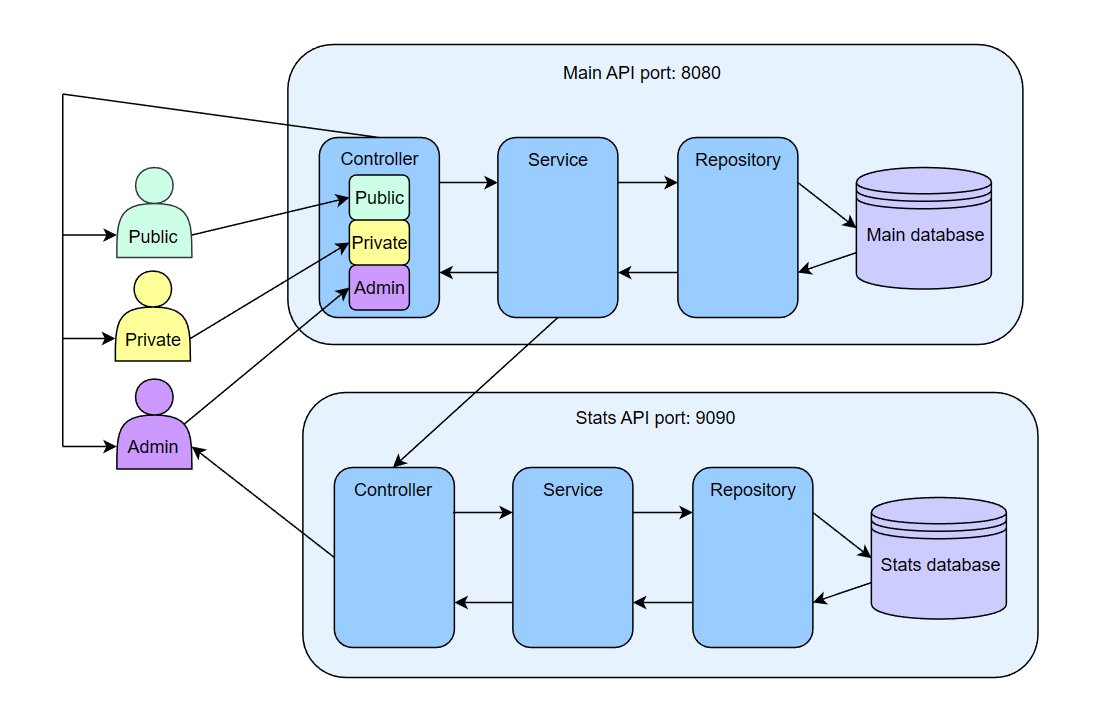 Main API port: 8080
Controller
Service
Repository
Public
Private
Admin
Main database
Public
Private
Admin
Stats API port: 9090
Controller
Service
Repository
Stats database